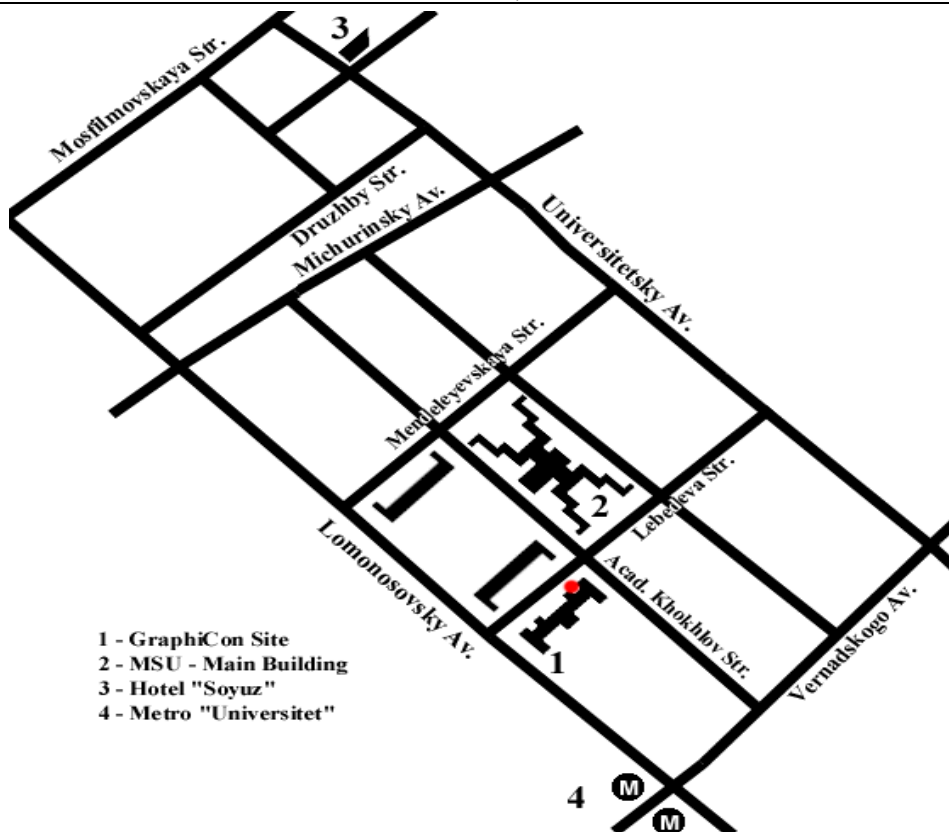 3
Mosfilmovskaya Str.
Druzhby Str.
Michurinsky Av.
Universitetsky Av.
Mendeleyevskaya Str.
2
Lebedeva Str.
Lomonosovsky Av.
Acad. Khokhlov Str.
Vernadskogo Av.
1
1 - GraphiCon Site
2 - MSU - Main Building
3 - Hotel "Soyuz"
4 - Metro "Universitet"
4
M
M